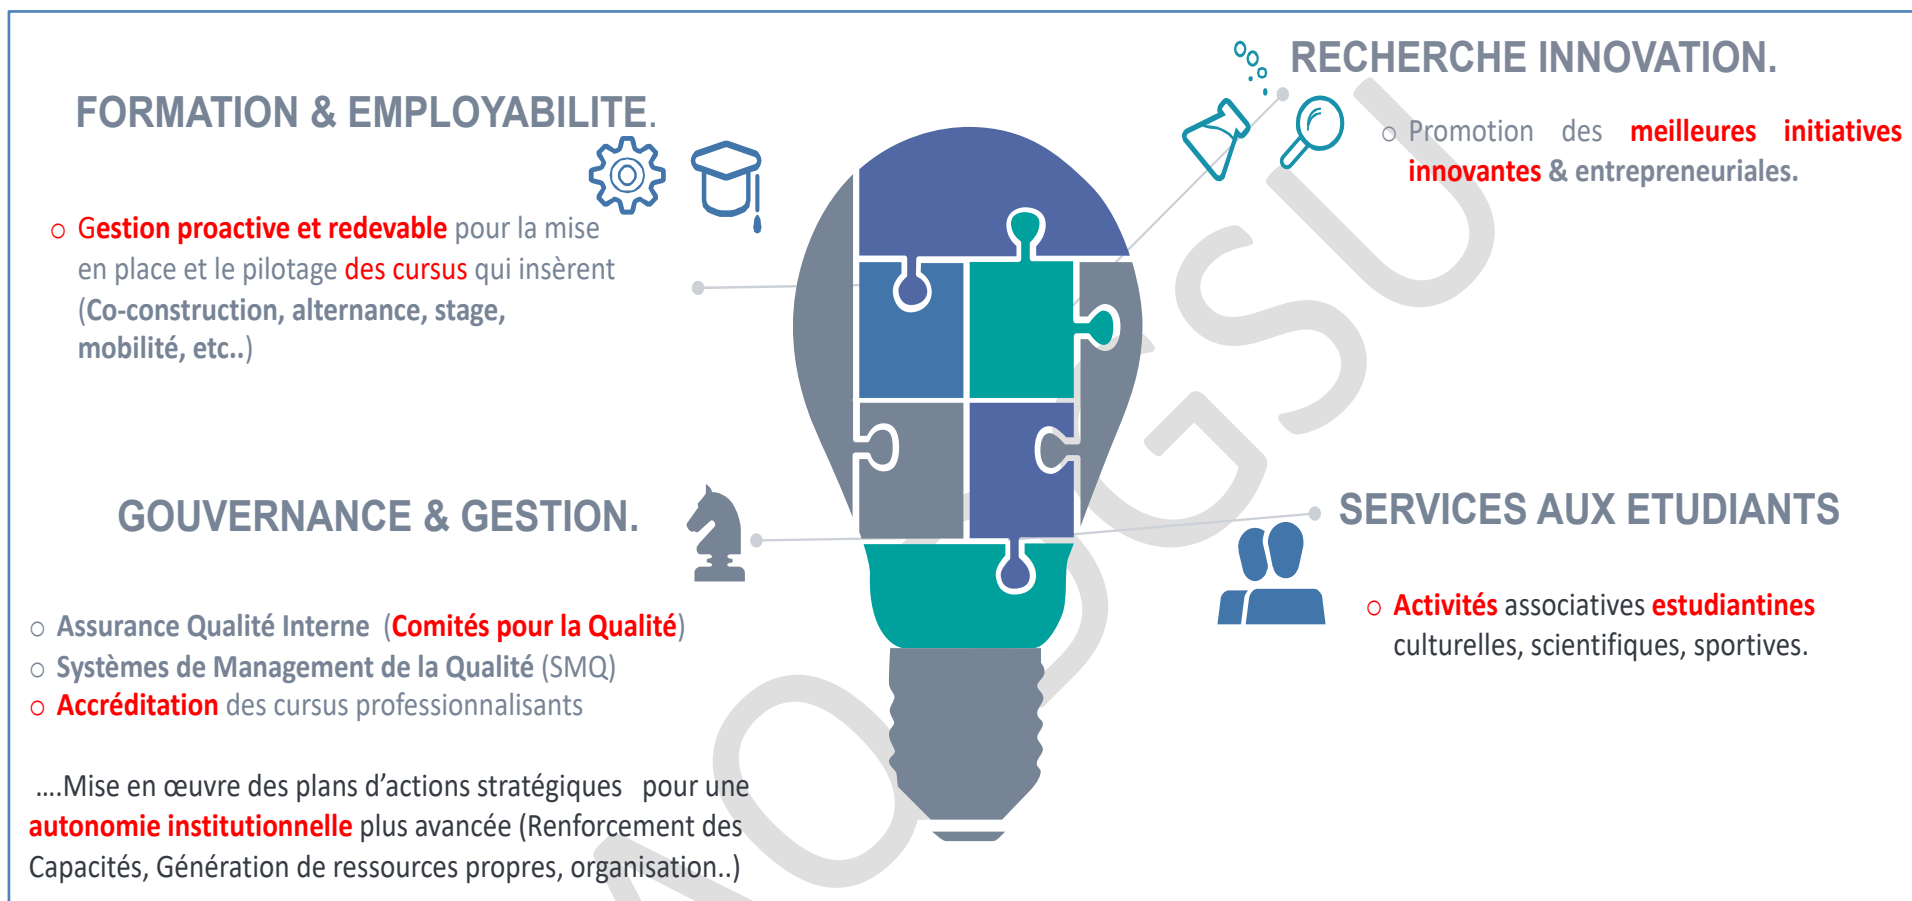 FORMATION & EMPLOYABILITE.
○ Gestion proactive et redevable pour la mise
en place et le pilotage des cursus qui insèrent
(Co-construction, alternance, stage,
mobilité, etc..)
RECHERCHE INNOVATION.
○ Promotion des meilleures initiatives
innovantes & entrepreneuriales.
GOUVERNANCE & GESTION.
○ Assurance Qualité Interne (Comités pour la Qualité)
○ Systèmes de Management de la Qualité (SMQ)
○ Accréditation des cursus professionnalisants
....Mise en œuvre des plans d’actions stratégiques pour une
autonomie institutionnelle plus avancée (Renforcement des
Capacités, Génération de ressources propres, organisation..)
SERVICES AUX ETUDIANTS
○ Activités associatives estudiantines
culturelles, scientifiques, sportives.